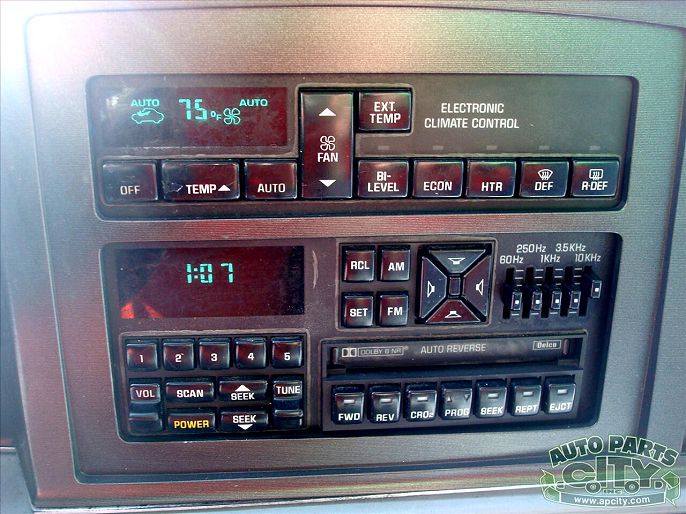 AUTO 75°F AUTO
EXT. TEMP
ELECTRONIC
CLIMATE CONTROL
FAN
OFF TEMP AUTO BI-LEVEL ECON HTR DEF R-DEF
1:07
RCL AM
SET FM
250Hz 3.5KHz
60Hz 1KHz 10KHz
1 2 3 4 5
VOL SCAN SEEK TUNE
POWER SEEK
DOLBY B NR AUTO REVERSE Delco
FWD REV CRO₂ PROG SEEK REPT EJCT
AUTO PARTS
CITY
INC.
www.apcity.com